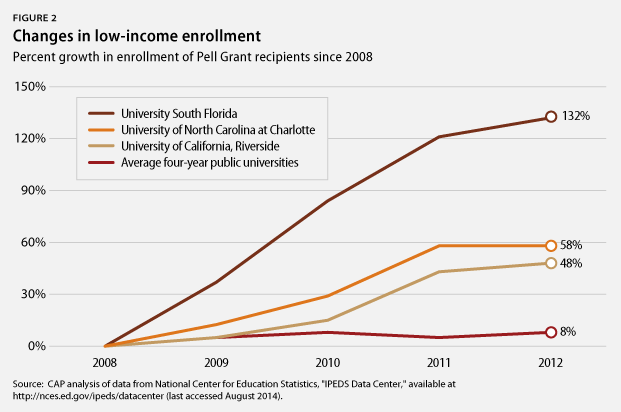 FIGURE 2
Changes in low-income enrollment
Percent growth in enrollment of Pell Grant recipients since 2008
150%
120%
90%
60%
30%
0%
University South Florida
University of North Carolina at Charlotte
University of California, Riverside
Average four-year public universities
132%
58%
48%
8%
2008 2009 2010 2011 2012
Source: CAP analysis of data from National Center for Education Statistics, "IPEDS Data Center," available at
http://nces.ed.gov/ipeds/datacenter (last accessed August 2014).